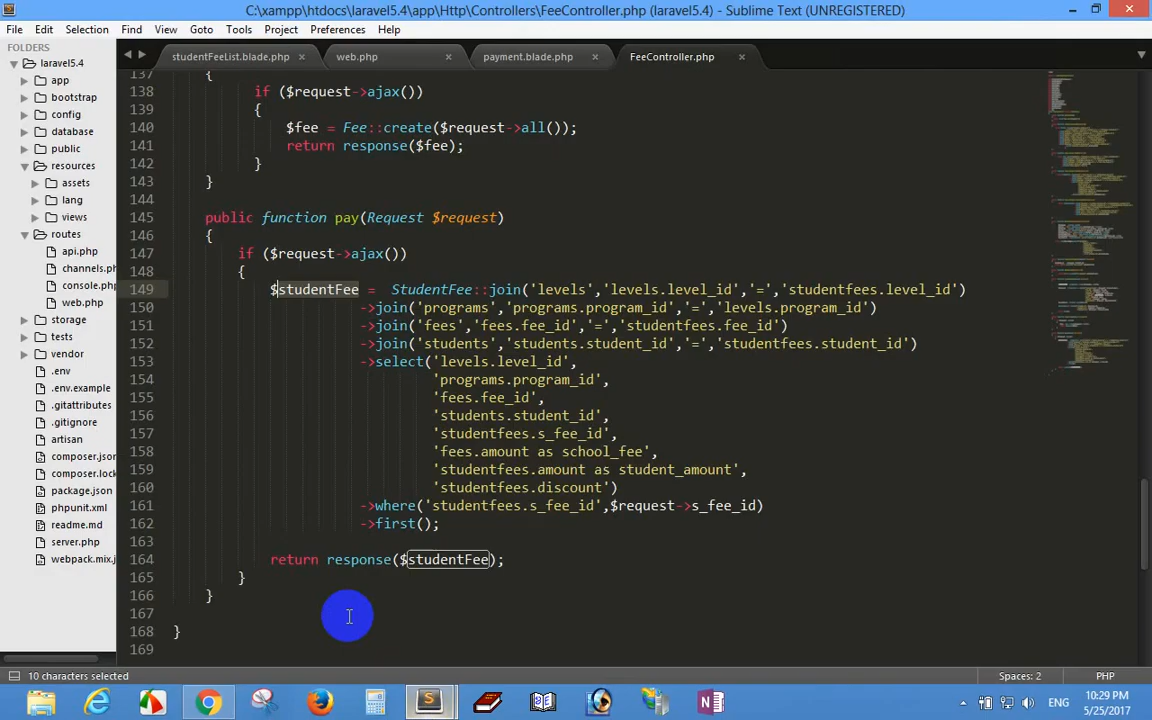 C:\xampp\htdocs\laravel5.4\app\Http\Controllers\FeeController.php (laravel5.4) - Sublime Text (UNREGISTERED)
File Edit Selection Find View Goto Tools Project Preferences Help
FOLDERS
laravel5.4
app
bootstrap
config
database
public
resources
assets
lang
views
routes
api.php
channels.ph
console.php
web.php
storage
tests
vendor
.env
.env.example
.gitattributes
.gitignore
artisan
composer.json
composer.lock
package.json
phpunit.xml
readme.md
server.php
webpack.mix.j
studentFeeList.blade.php × web.php × payment.blade.php × FeeController.php ×
137 {
138 if ($request->ajax())
139 {
140 $fee = Fee::create($request->all());
141 return response($fee);
142 }
143 }
144
145 public function pay(Request $request)
146 {
147 if ($request->ajax())
148 {
149 $studentFee = StudentFee::join('levels','levels.level_id','=','studentfees.level_id')
150 ->join('programs','programs.program_id','=','levels.program_id')
151 ->join('fees','fees.fee_id','=','studentfees.fee_id')
152 ->join('students','students.student_id','=','studentfees.student_id')
153 ->select('levels.level_id',
154 'programs.program_id',
155 'fees.fee_id',
156 'students.student_id',
157 'studentfees.s_fee_id',
158 'fees.amount as school_fee',
159 'studentfees.amount as student_amount',
160 'studentfees.discount')
161 ->where('studentfees.s_fee_id',$request->s_fee_id)
162 ->first();
163
164 return response($studentFee);
165 }
166 }
167
168 }
169
10 characters selected Spaces: 2 PHP
ENG 10:29 PM
5/25/2017